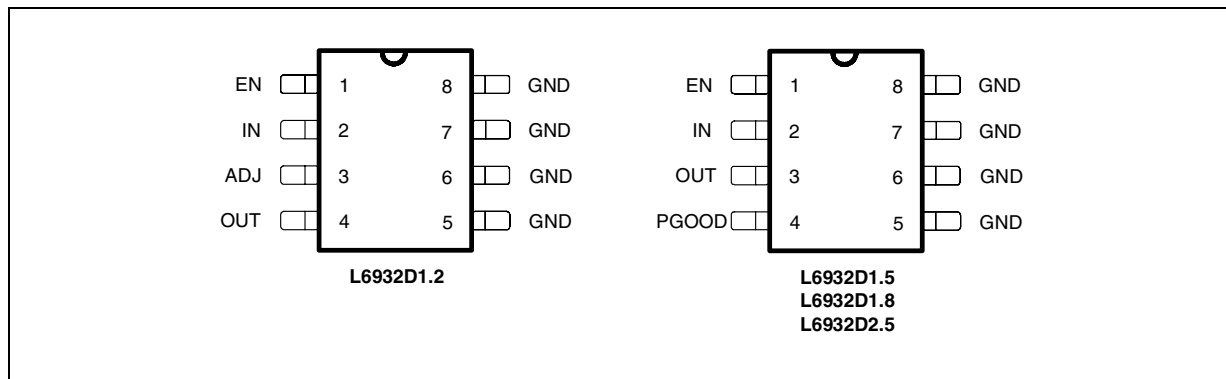 EN 1 8 GND
IN 2 7 GND
ADJ 3 6 GND
OUT 4 5 GND
L6932D1.2
EN 1 8 GND
IN 2 7 GND
OUT 3 6 GND
PGOOD 4 5 GND
L6932D1.5
L6932D1.8
L6932D2.5